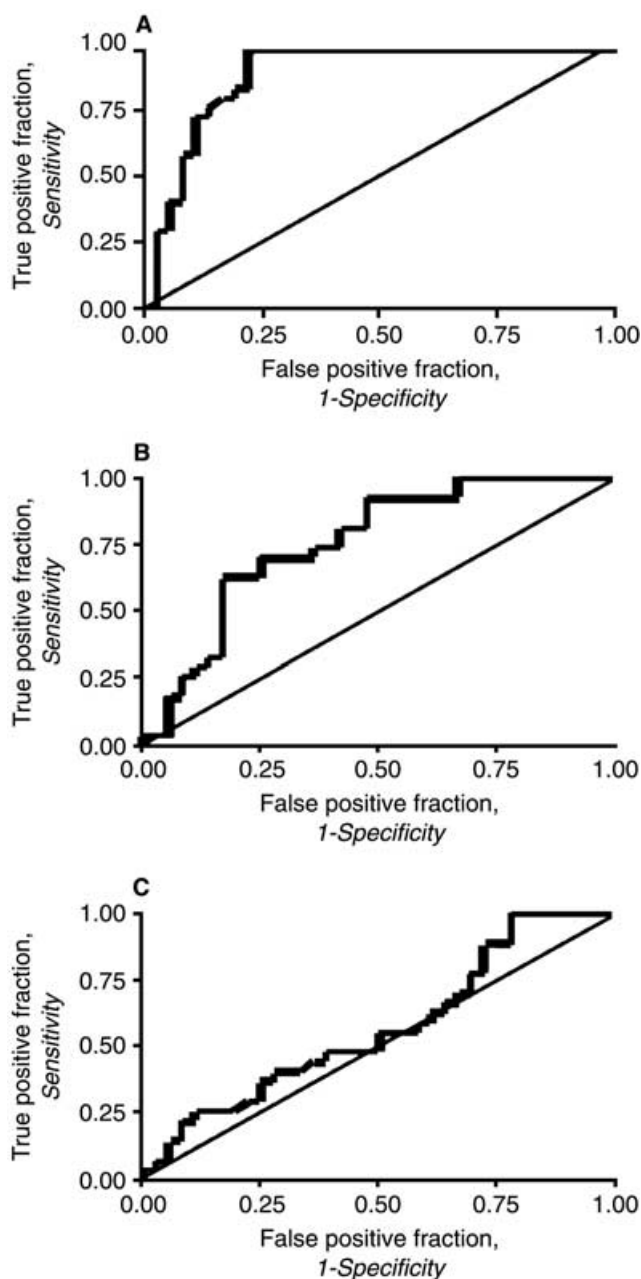 A
1.00
0.75
0.50
0.25
0.00
True positive fraction,
Sensitivity
0.00 0.25 0.50 0.75 1.00
False positive fraction,
1-Specificity
B
1.00
0.75
0.50
0.25
0.00
True positive fraction,
Sensitivity
0.00 0.25 0.50 0.75 1.00
False positive fraction,
1-Specificity
C
1.00
0.75
0.50
0.25
0.00
True positive fraction,
Sensitivity
0.00 0.25 0.50 0.75 1.00
False positive fraction,
1-Specificity